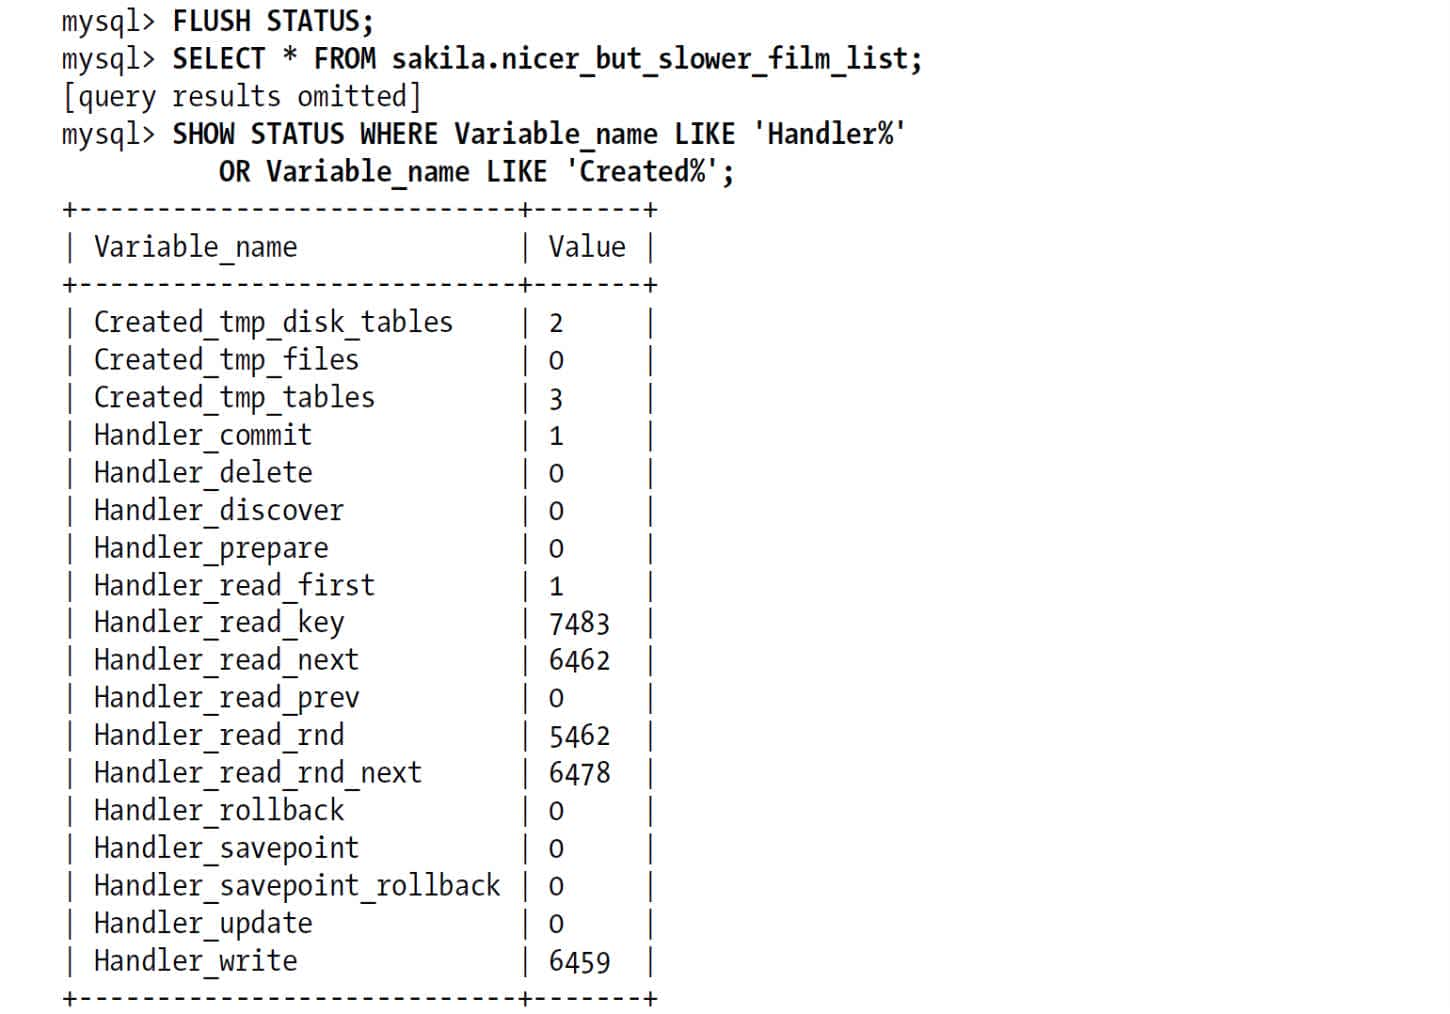 mysql> FLUSH STATUS;
mysql> SELECT * FROM sakila.nicer_but_slower_film_list;
[query results omitted]
mysql> SHOW STATUS WHERE Variable_name LIKE 'Handler%'
          OR Variable_name LIKE 'Created%';
+----------------------------+-------+
| Variable_name              | Value |
+----------------------------+-------+
| Created_tmp_disk_tables    | 2     |
| Created_tmp_files          | 0     |
| Created_tmp_tables         | 3     |
| Handler_commit             | 1     |
| Handler_delete             | 0     |
| Handler_discover           | 0     |
| Handler_prepare            | 0     |
| Handler_read_first         | 1     |
| Handler_read_key           | 7483  |
| Handler_read_next          | 6462  |
| Handler_read_prev          | 0     |
| Handler_read_rnd           | 5462  |
| Handler_read_rnd_next      | 6478  |
| Handler_rollback           | 0     |
| Handler_savepoint          | 0     |
| Handler_savepoint_rollback | 0     |
| Handler_update             | 0     |
| Handler_write              | 6459  |
+----------------------------+-------+